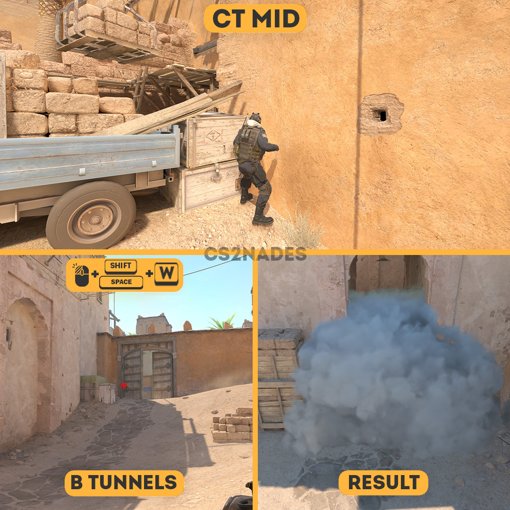 CT MID
CS2NADES
+ SHIFT + W
SPACE
B TUNNELS
RESULT